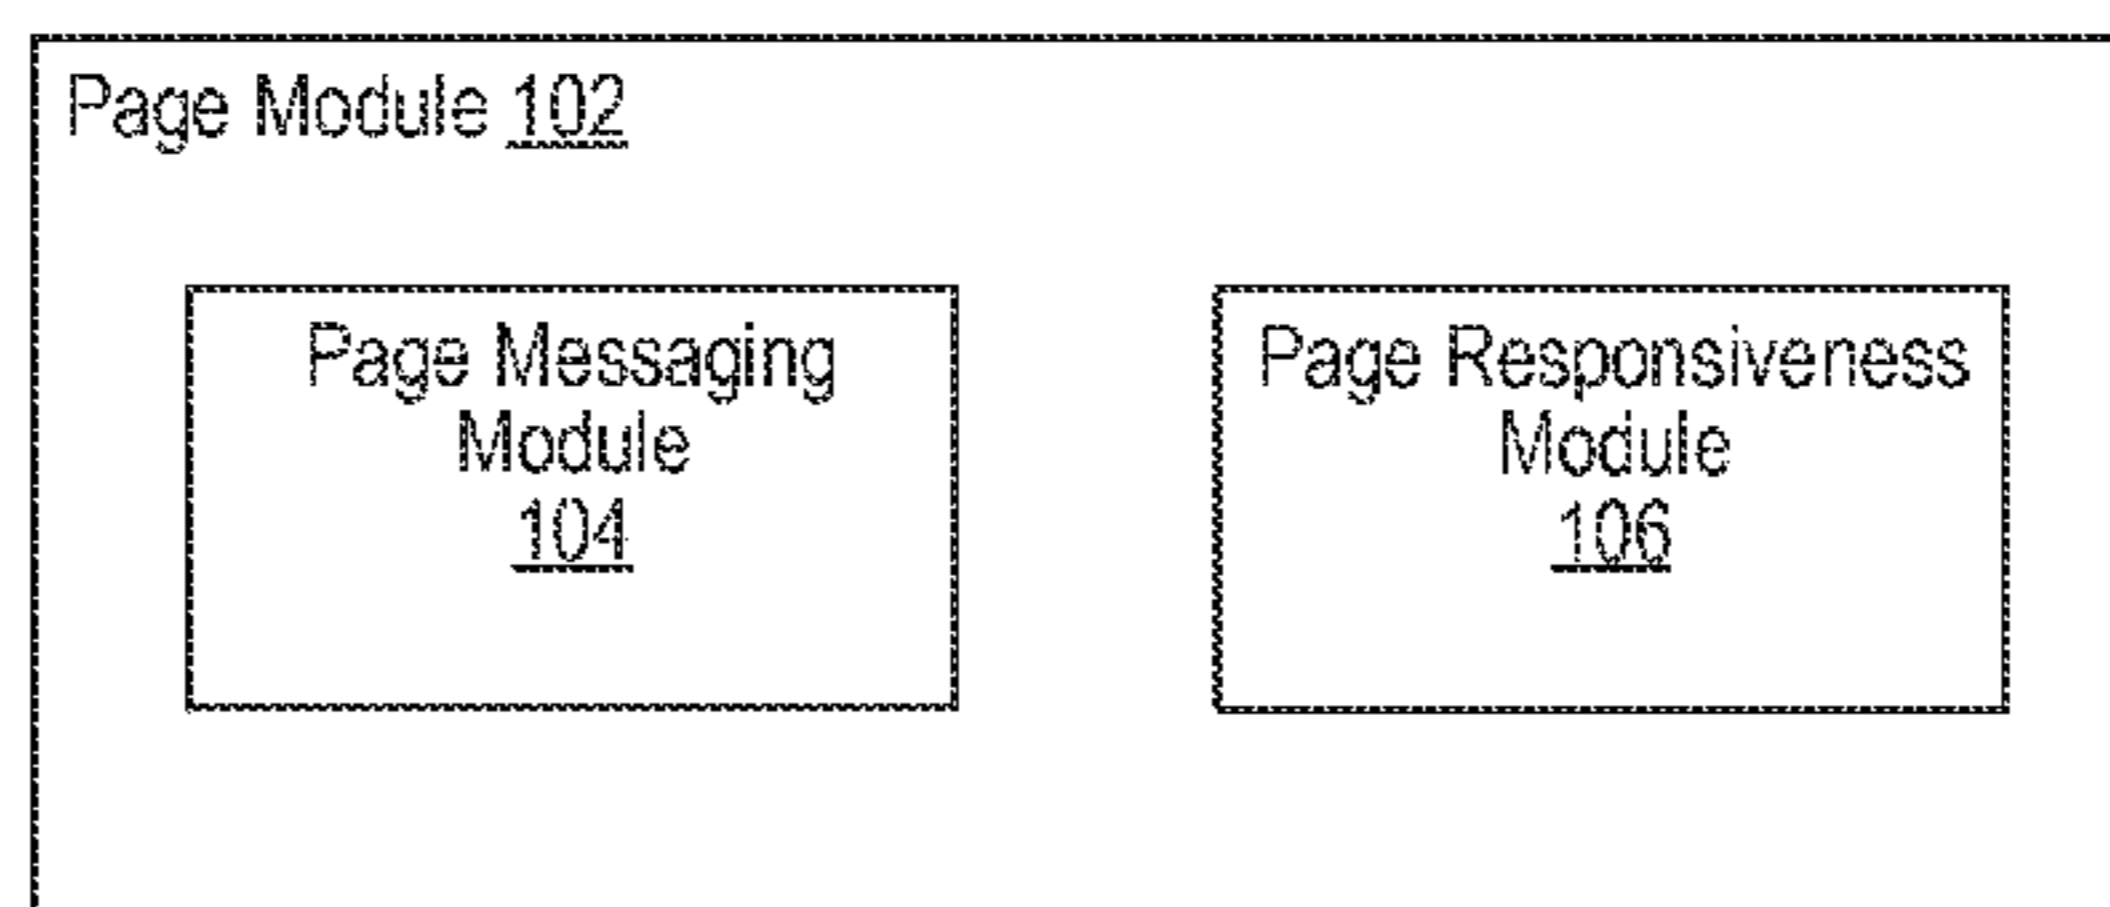 Page Module 102
Page Messaging
Module
104
Page Responsiveness
Module
106